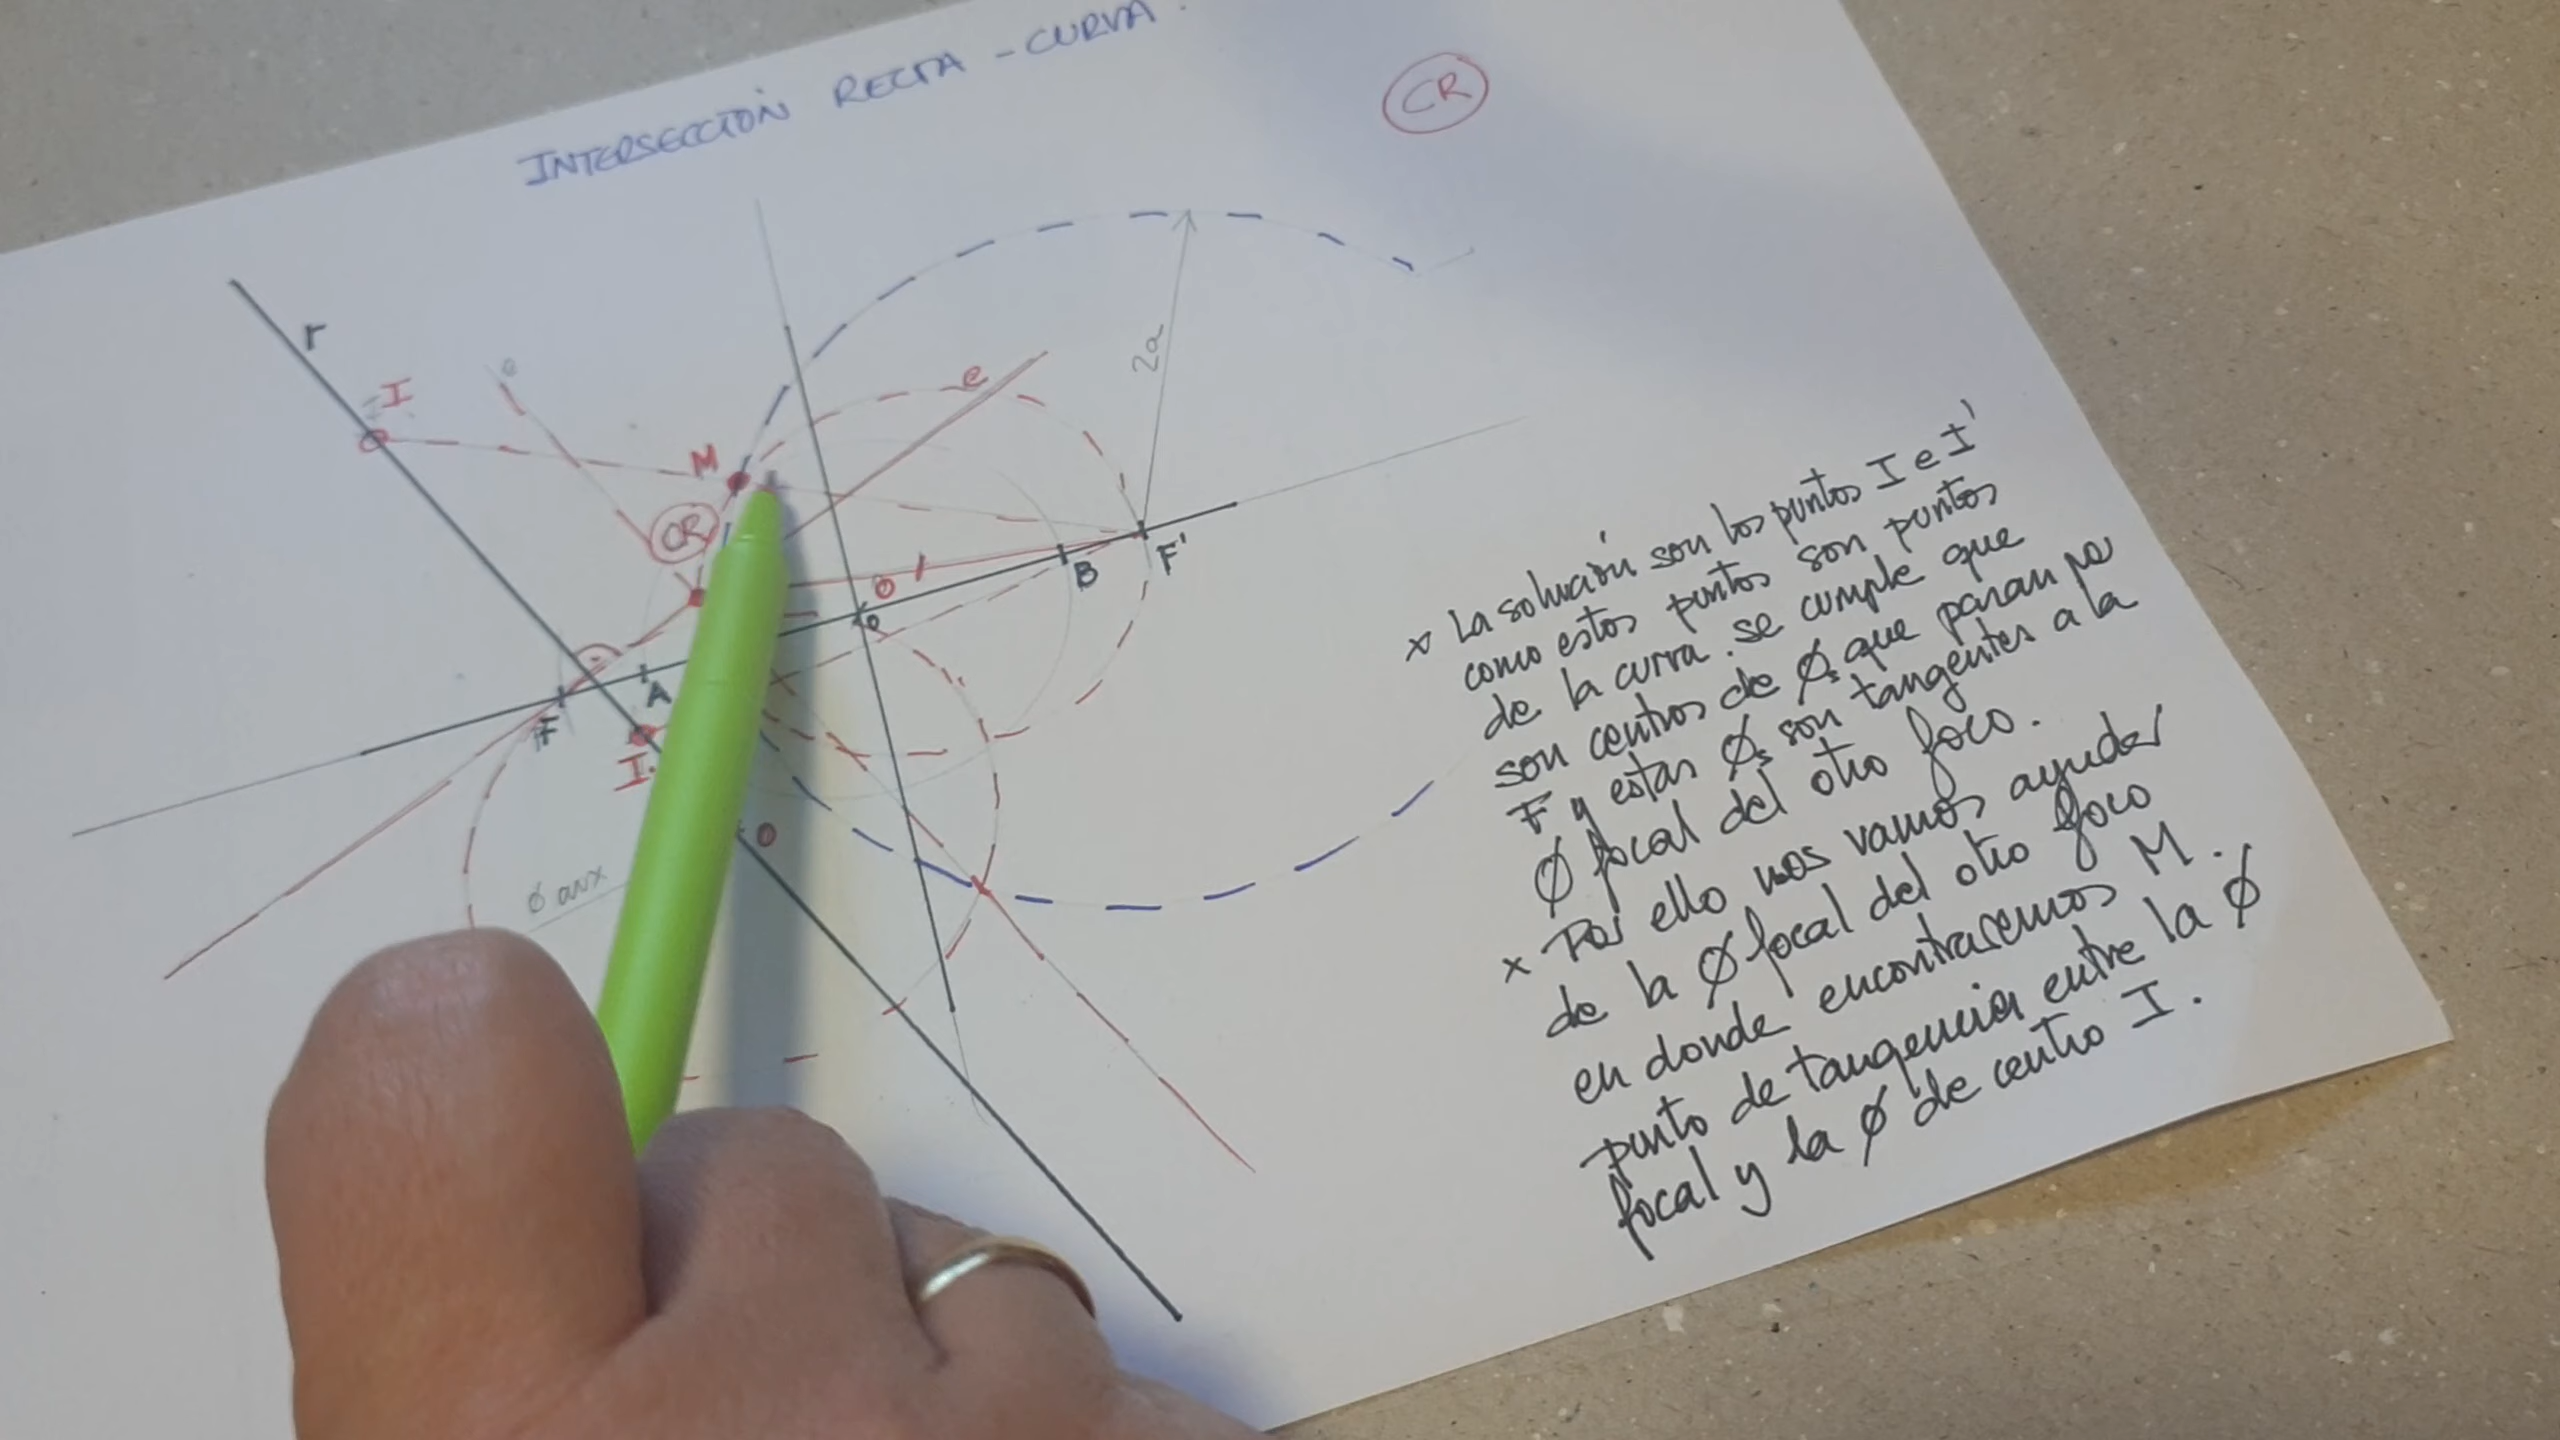 INTERSECCIÓN RECTA - CURVA.
CR
r
I
e
e
2a
M
CR
V
O
O
B
F'
F
A
I.
O
ϕ aux
x La solución son los puntos I e I'
como estos puntos son puntos
de la curva. se cumple que
son centros de ϕs que pasan po
F y estas ϕs son tangentes a la
ϕ focal del otro foco.
x Por ello nos vamos ayudar
de la ϕ focal del otro foco
en donde encontraremos M.
punto de tangencia entre la ϕ
focal y la ϕ de centro I.